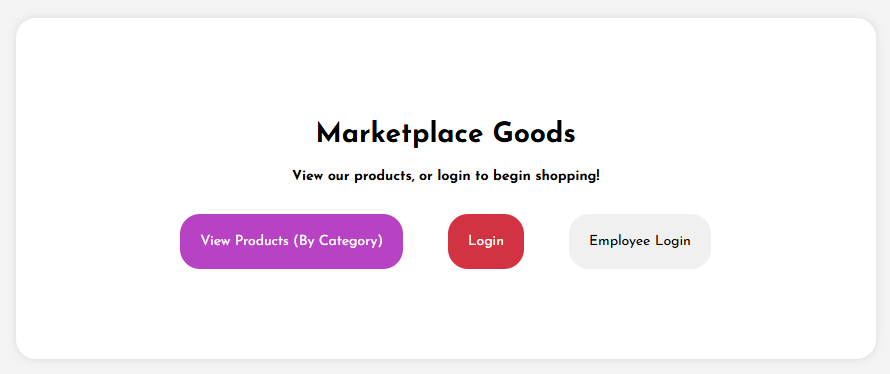 Marketplace Goods
View our products, or login to begin shopping!
View Products (By Category)
Login
Employee Login